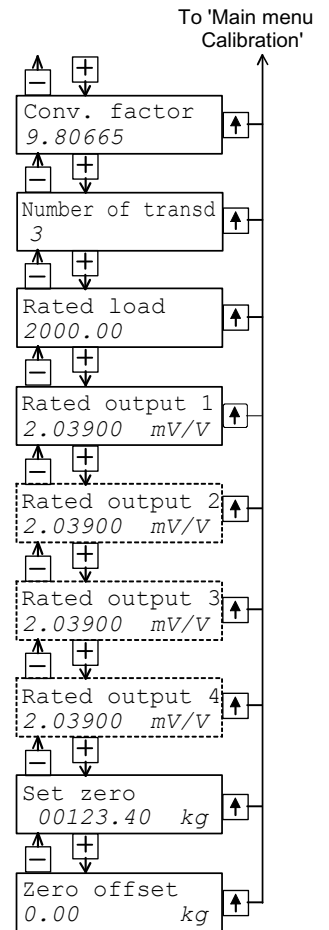 To 'Main menu
Calibration'
Conv. factor
9.80665
Number of transd
3
Rated load
2000.00
Rated output 1
2.03900 mV/V
Rated output 2
2.03900 mV/V
Rated output 3
2.03900 mV/V
Rated output 4
2.03900 mV/V
Set zero
00123.40 kg
Zero offset
0.00 kg